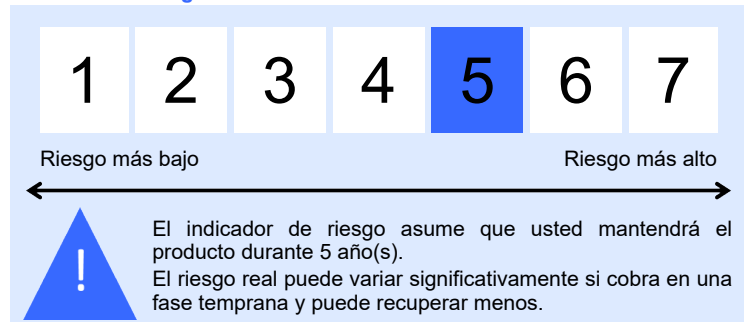 1 2 3 4 5 6 7
Riesgo más bajo Riesgo más alto
!
El indicador de riesgo asume que usted mantendrá el
producto durante 5 año(s).
El riesgo real puede variar significativamente si cobra en una
fase temprana y puede recuperar menos.